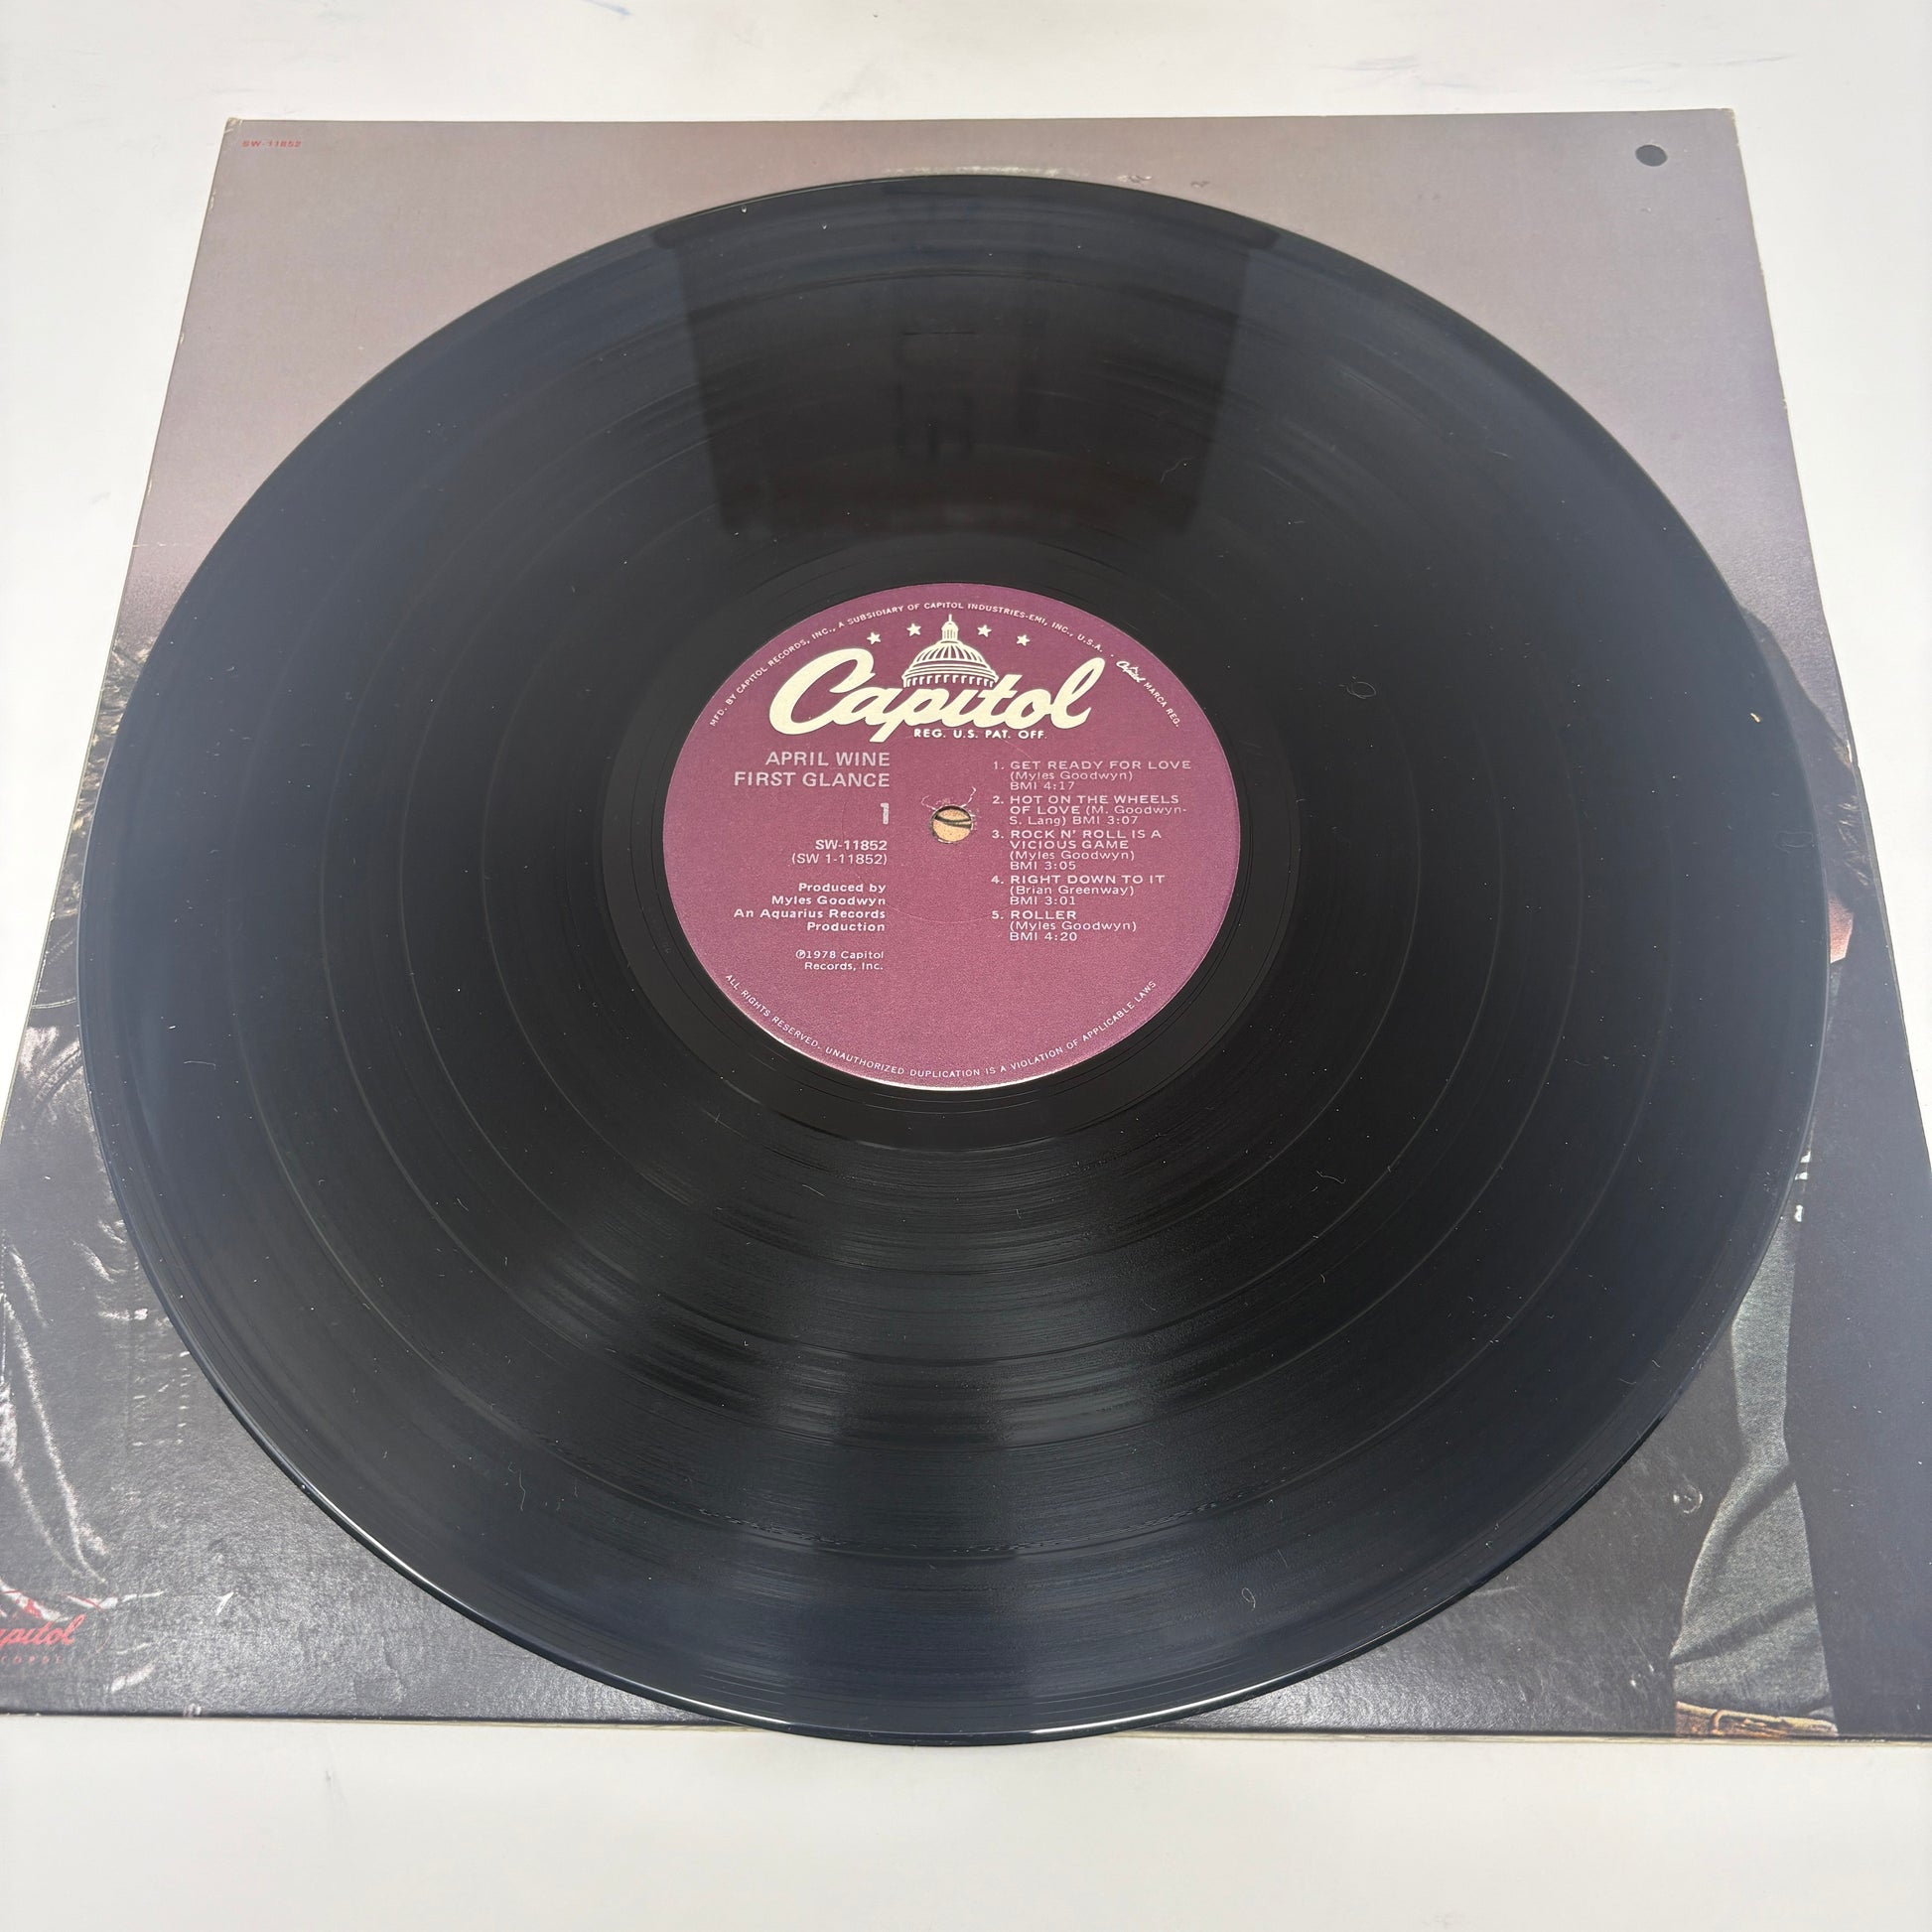 SW-11852
MFD. BY CAPITOL RECORDS, INC., A SUBSIDIARY OF CAPITOL INDUSTRIES-EMI, INC., U.S.A. · Capitol MARCA REG.
Capitol
REG. U.S. PAT. OFF.
APRIL WINE
FIRST GLANCE
1
SW-11852
(SW 1-11852)
Produced by
Myles Goodwyn
An Aquarius Records
Production
℗1978 Capitol
Records, Inc.
1. GET READY FOR LOVE
(Myles Goodwyn)
BMI 4:17
2. HOT ON THE WHEELS
OF LOVE (M. Goodwyn-
S. Lang) BMI 3:07
3. ROCK N' ROLL IS A
VICIOUS GAME
(Myles Goodwyn)
BMI 3:05
4. RIGHT DOWN TO IT
(Brian Greenway)
BMI 3:01
5. ROLLER
(Myles Goodwyn)
BMI 4:20
ALL RIGHTS RESERVED. UNAUTHORIZED DUPLICATION IS A VIOLATION OF APPLICABLE LAWS
apitol